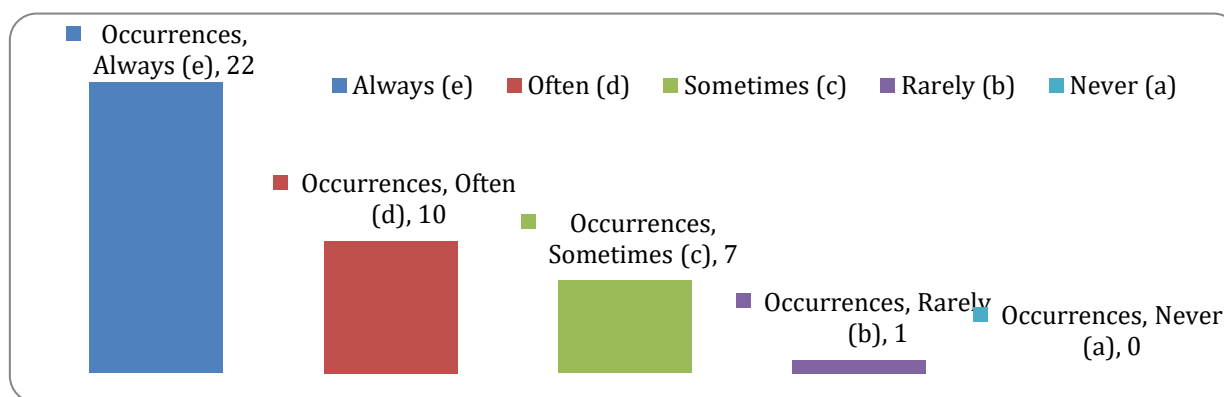 Occurrences,
Always (e), 22
Always (e) Often (d) Sometimes (c) Rarely (b) Never (a)
Occurrences, Often
(d), 10
Occurrences,
Sometimes (c), 7
Occurrences, Rarely
(b), 1
Occurrences, Never
(a), 0